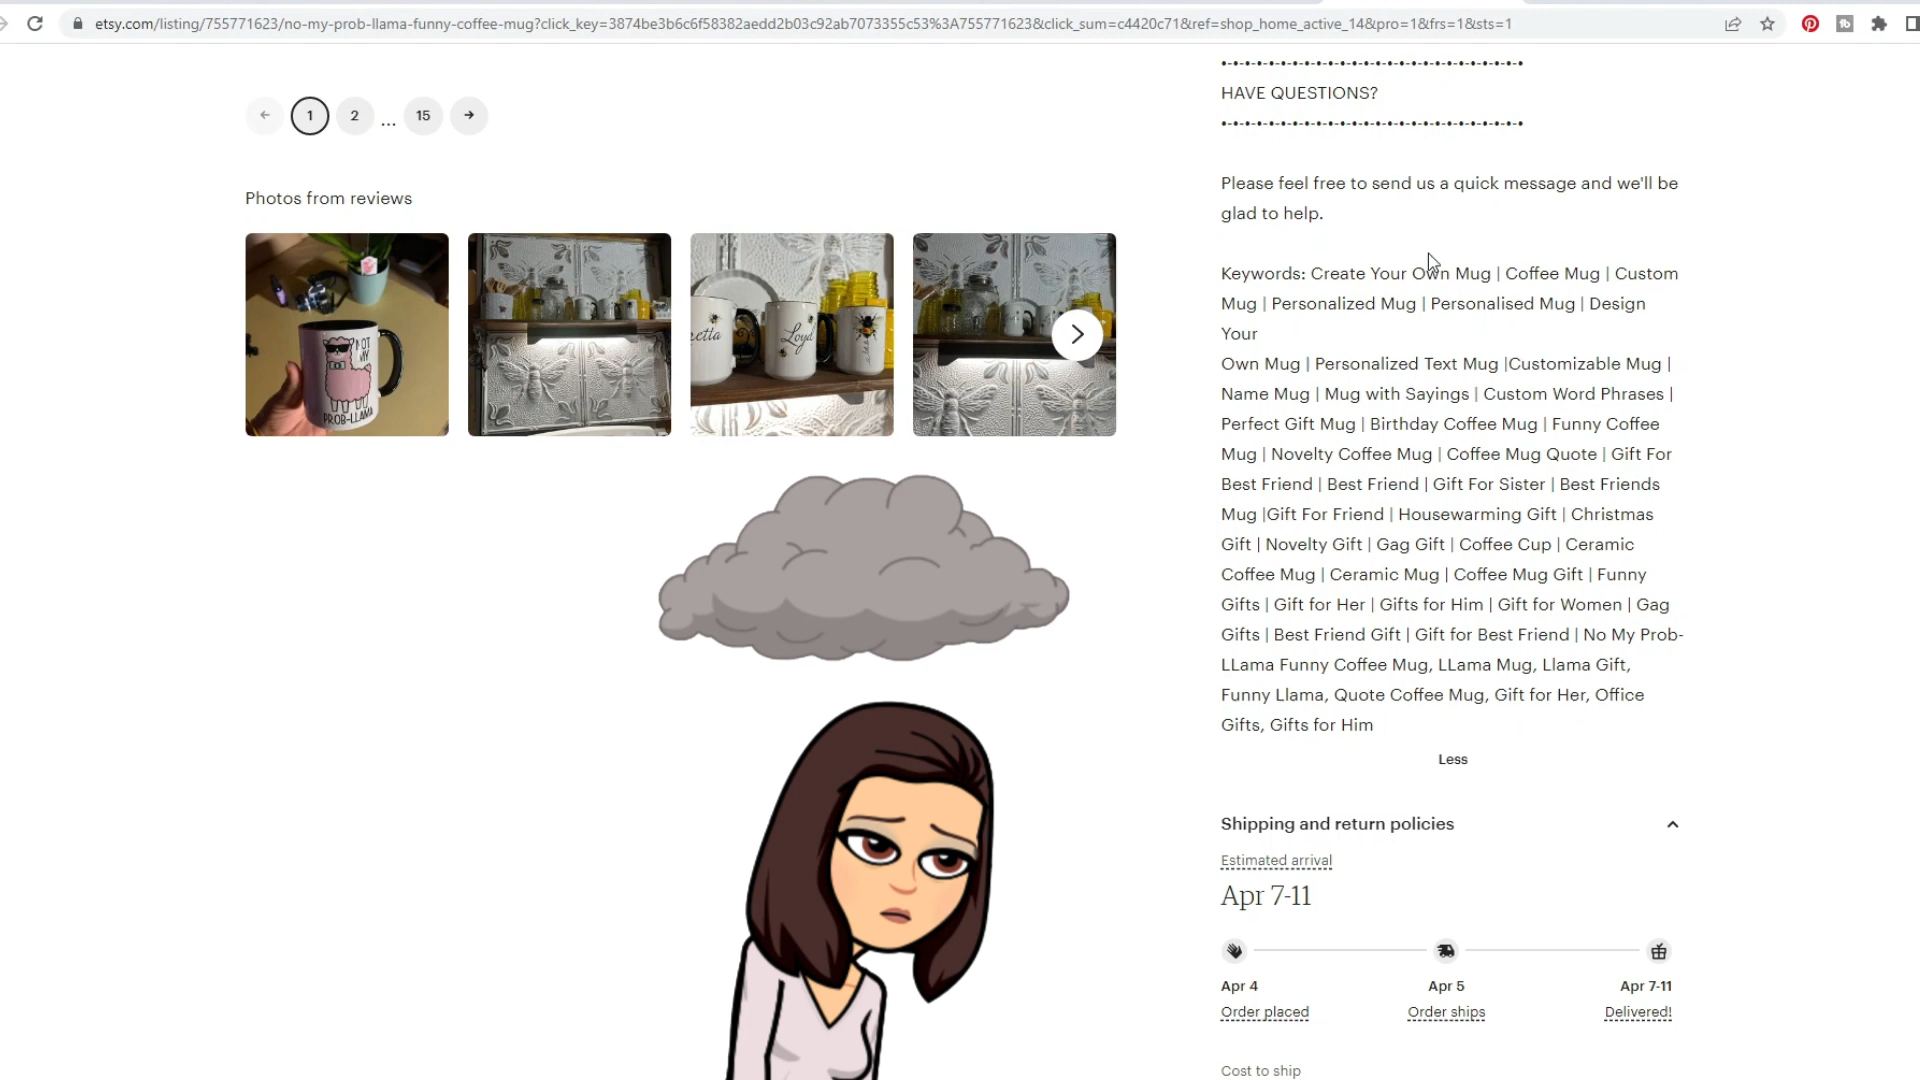 etsy.com/listing/755771623/no-my-prob-llama-funny-coffee-mug?click_key=3874be3b6c6f58382aedd2b03c92ab7073355c53%3A755771623&click_sum=c4420c71&ref=shop_home_active_14&pro=1&frs=1&sts=1
HAVE QUESTIONS?
1 2 ... 15
Please feel free to send us a quick message and we'll be
glad to help.
Photos from reviews
NOT
MY
PROB-LLAMA
Loyd
Keywords: Create Your Own Mug | Coffee Mug | Custom
Mug | Personalized Mug | Personalised Mug | Design
Your
Own Mug | Personalized Text Mug |Customizable Mug |
Name Mug | Mug with Sayings | Custom Word Phrases |
Perfect Gift Mug | Birthday Coffee Mug | Funny Coffee
Mug | Novelty Coffee Mug | Coffee Mug Quote | Gift For
Best Friend | Best Friend | Gift For Sister | Best Friends
Mug |Gift For Friend | Housewarming Gift | Christmas
Gift | Novelty Gift | Gag Gift | Coffee Cup | Ceramic
Coffee Mug | Ceramic Mug | Coffee Mug Gift | Funny
Gifts | Gift for Her | Gifts for Him | Gift for Women | Gag
Gifts | Best Friend Gift | Gift for Best Friend | No My Prob-
LLama Funny Coffee Mug, LLama Mug, Llama Gift,
Funny Llama, Quote Coffee Mug, Gift for Her, Office
Gifts, Gifts for Him
Less
Shipping and return policies
Estimated arrival
Apr 7-11
Apr 4 Apr 5 Apr 7-11
Order placed Order ships Delivered!
Cost to ship